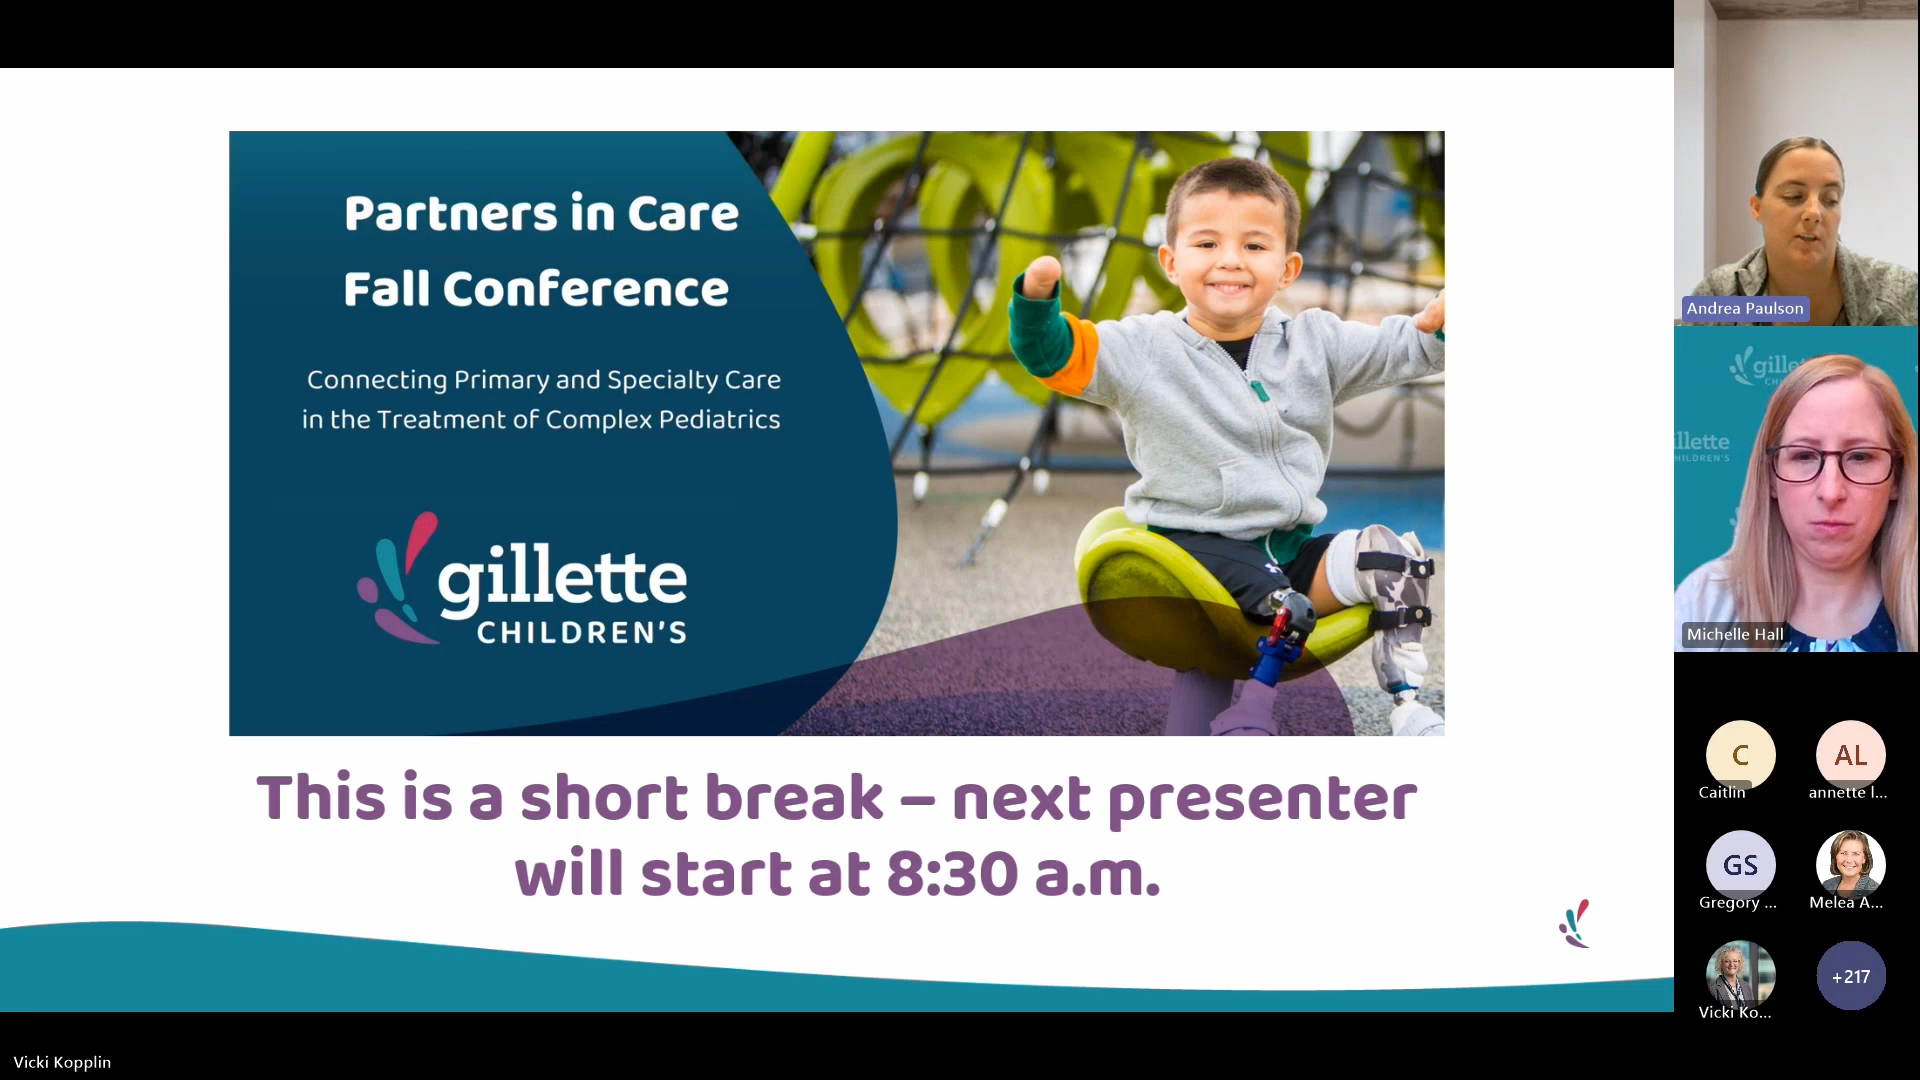 Partners in Care
Fall Conference
Connecting Primary and Specialty Care
in the Treatment of Complex Pediatrics
gillette
CHILDREN'S
This is a short break – next presenter
will start at 8:30 a.m.
Vicki Kopplin
Andrea Paulson
Michelle Hall
C
Caitlin
AL
annette l...
GS
Gregory ...
Melea A...
Vicki Ko...
+217